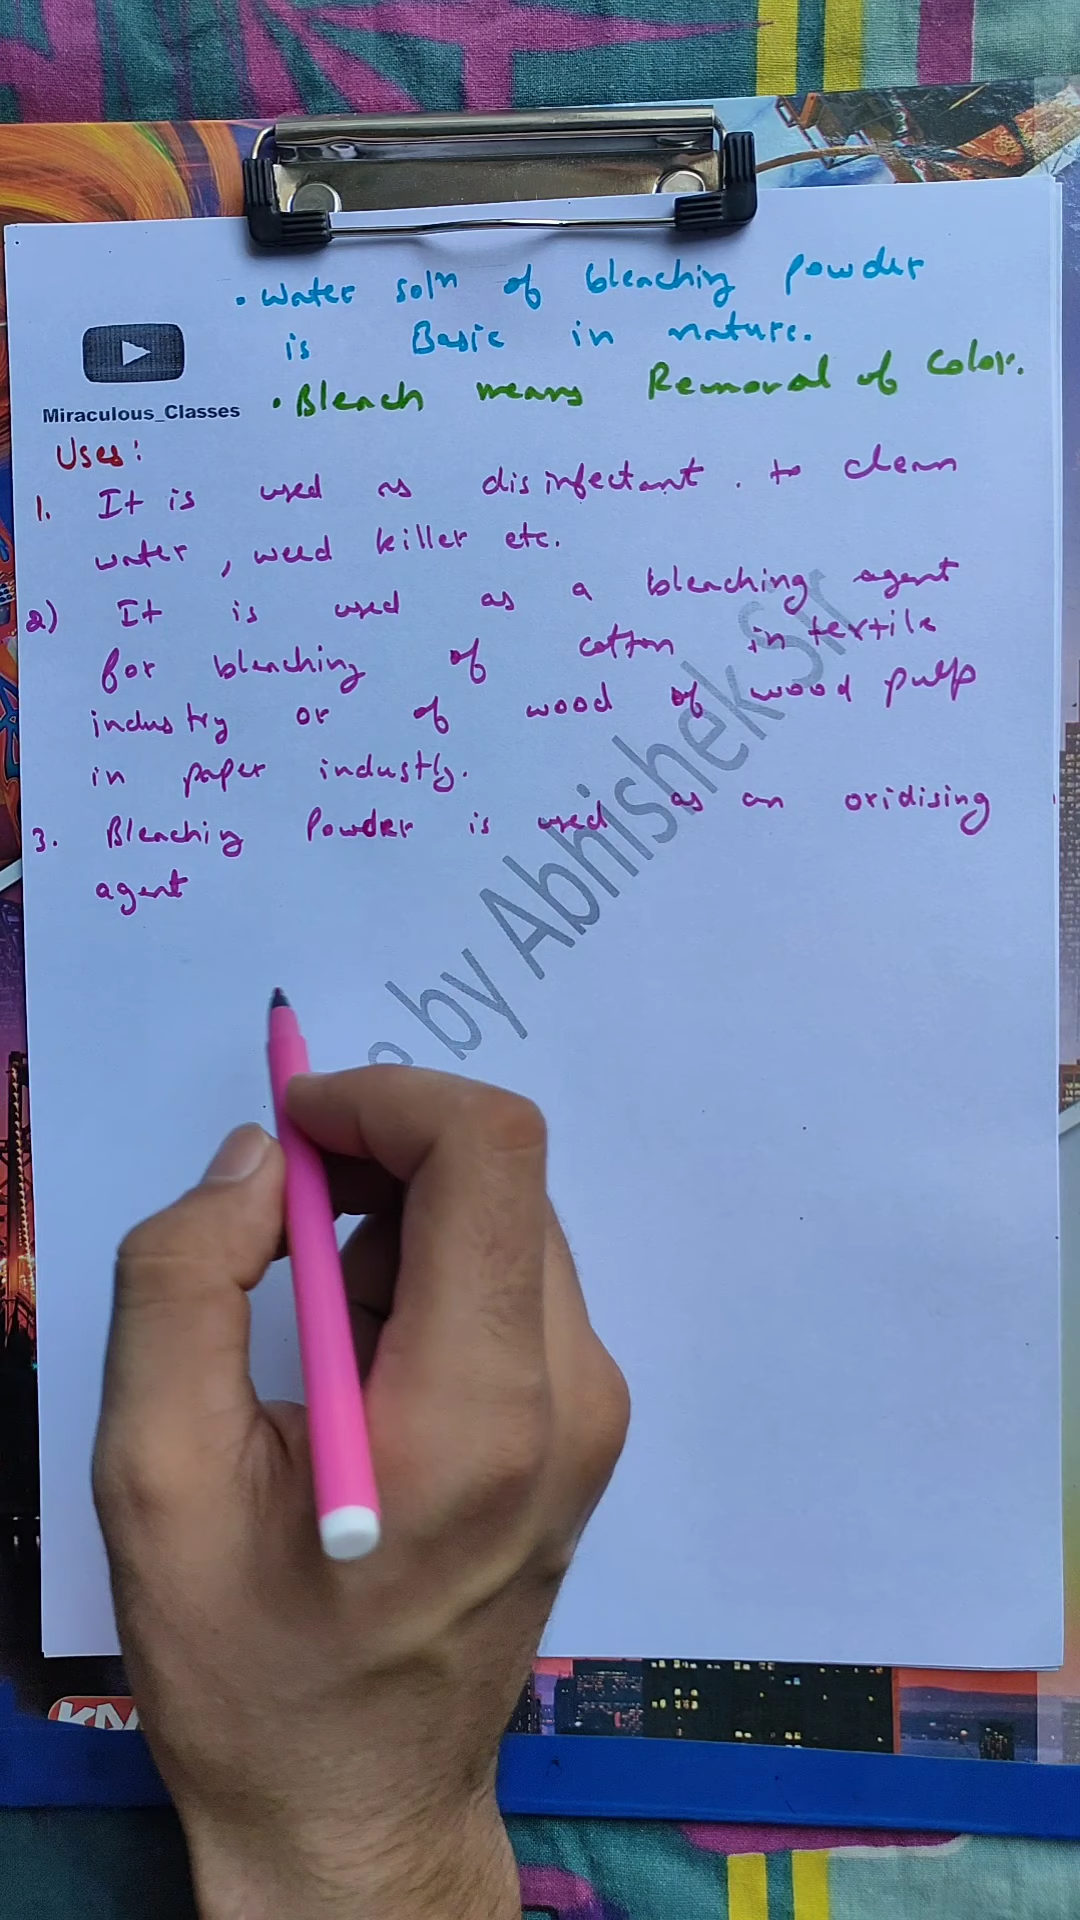 • Water soln of bleaching powder
is Basic in nature.
• Bleach means Removal of color.
Miraculous_Classes
Uses:
1. It is used as disinfectant. to clean
water, weed killer etc.
2) It is used as a bleaching agent
for bleaching of cotton in textile
industry or of wood of wood pulp
in paper industry.
3. Bleaching Powder is used as an oxidising
agent
by Abhishek Sir